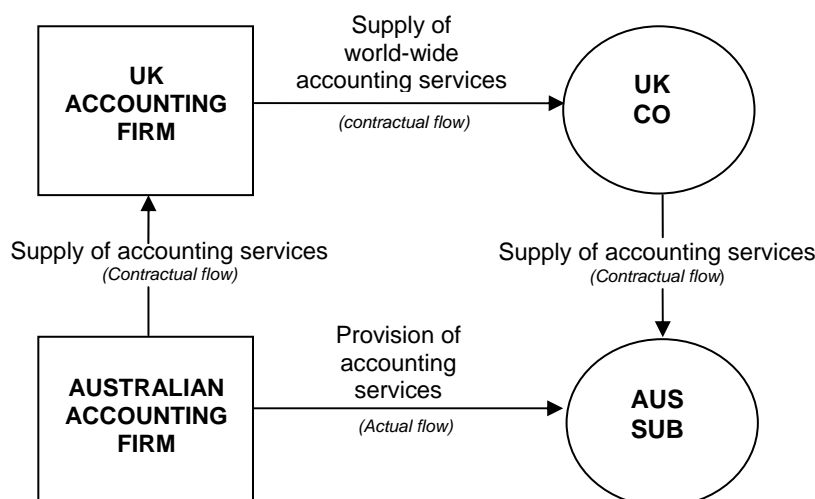 UK
ACCOUNTING
FIRM
Supply of
world-wide
accounting services
(contractual flow)
UK
CO
Supply of accounting services
(Contractual flow)
Supply of accounting services
(Contractual flow)
AUSTRALIAN
ACCOUNTING
FIRM
Provision of
accounting
services
(Actual flow)
AUS
SUB